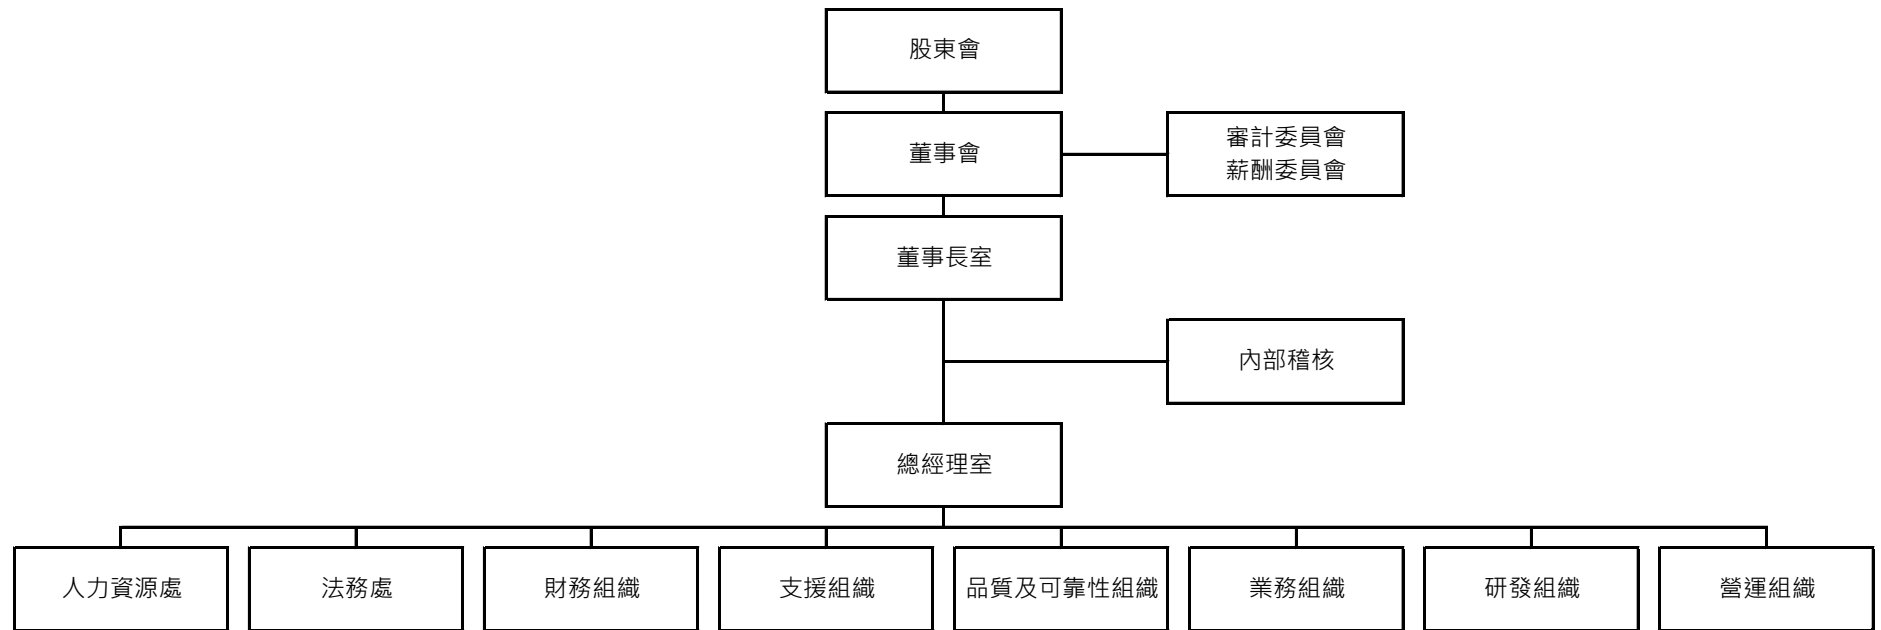 股東會
董事會
審計委員會
薪酬委員會
董事長室
內部稽核
總經理室
人力資源處
法務處
財務組織
支援組織
品質及可靠性組織
業務組織
研發組織
營運組織